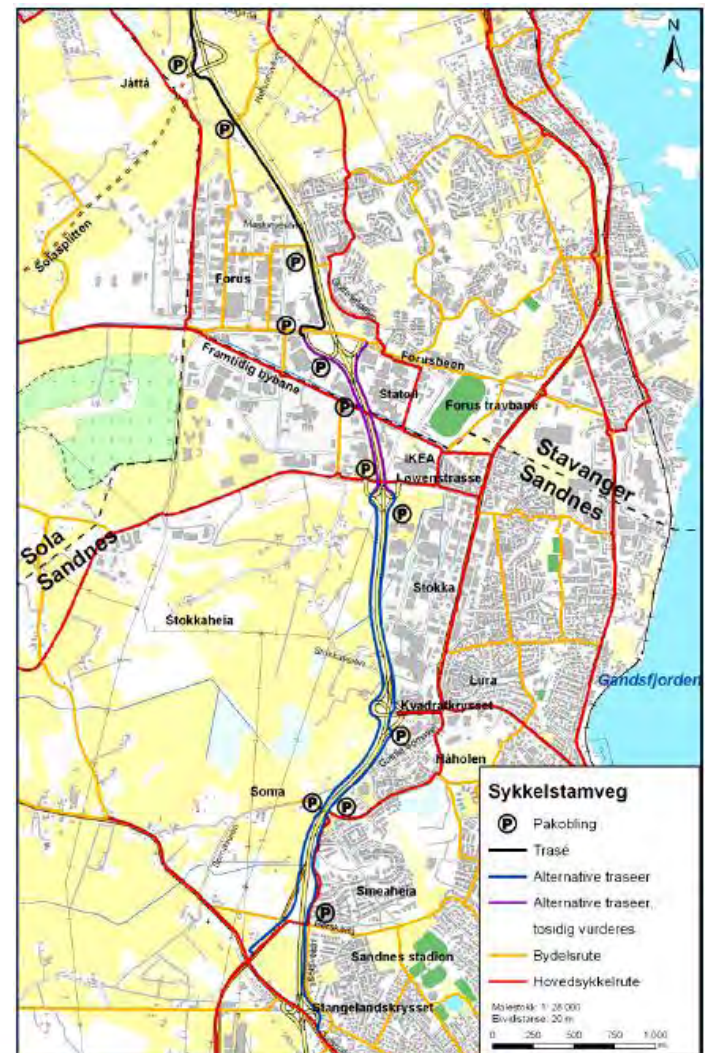 N
Jåttå
P
P
Solasplitten
P
Forus
P
Forusbeen
Framtidig bybane
P
Statoil
Forus travbane
P
IKEA
Stavanger
P
Løwenstrasse
Sandnes
P
Sola
Sandnes
Stokka
Stokkaheia
Lura
Gandsfjorden
Kvadratkrysset
P
Håholen
Soma
P
P
Smeaheia
P
Sandnes stadion
Stangelandskrysset
Sykkelstamveg
P Påkobling
Trasé
Alternative traseer
Alternative traseer,
tosidig vurderes
Bydelsrute
Hovedsykkelrute
Målestokk: 1: 28 000
Ekvidistanse: 20 m
0 250 500 1 000
m